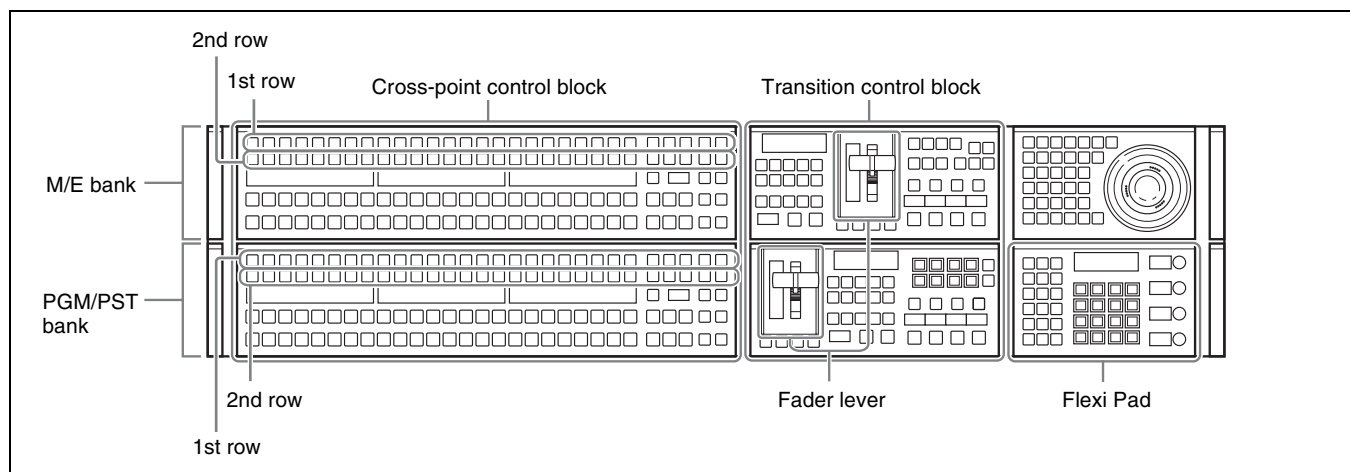 2nd row
1st row
Cross-point control block
Transition control block
M/E bank
PGM/PST
bank
2nd row
Fader lever
Flexi Pad
1st row